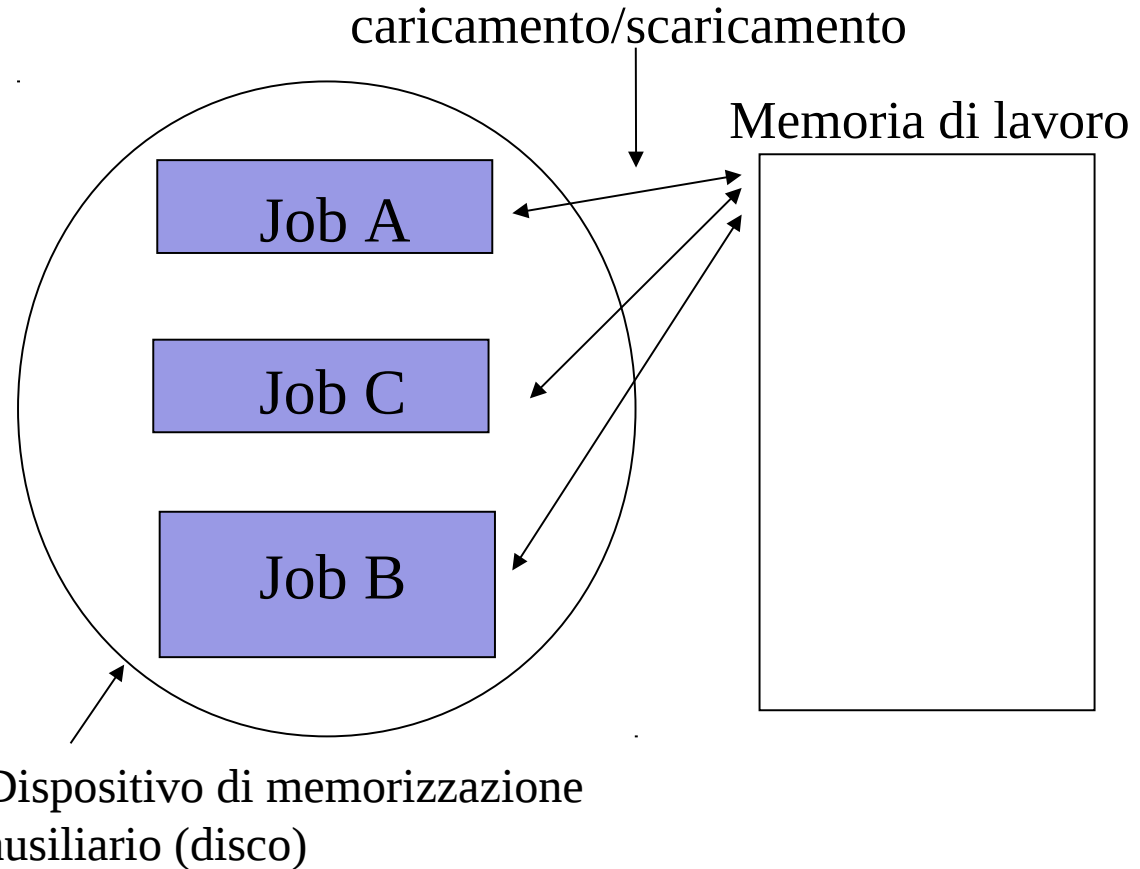 caricamento/scaricamento
Memoria di lavoro
Job A
Job C
Job B
Dispositivo di memorizzazione
ausiliario (disco)